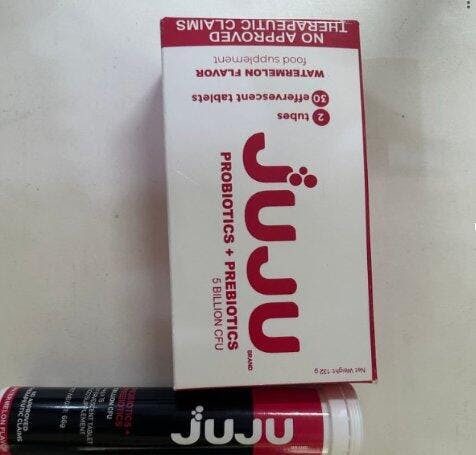 NO APPROVED
THERAPEUTIC CLAIMS
food supplement
WATERMELON FLAVOR
30 effervescent tablets
2 tubes
JUJU
BRAND
PROBIOTICS + PREBIOTICS
5 BILLION CFU
Net Weight 132 g
JUJU